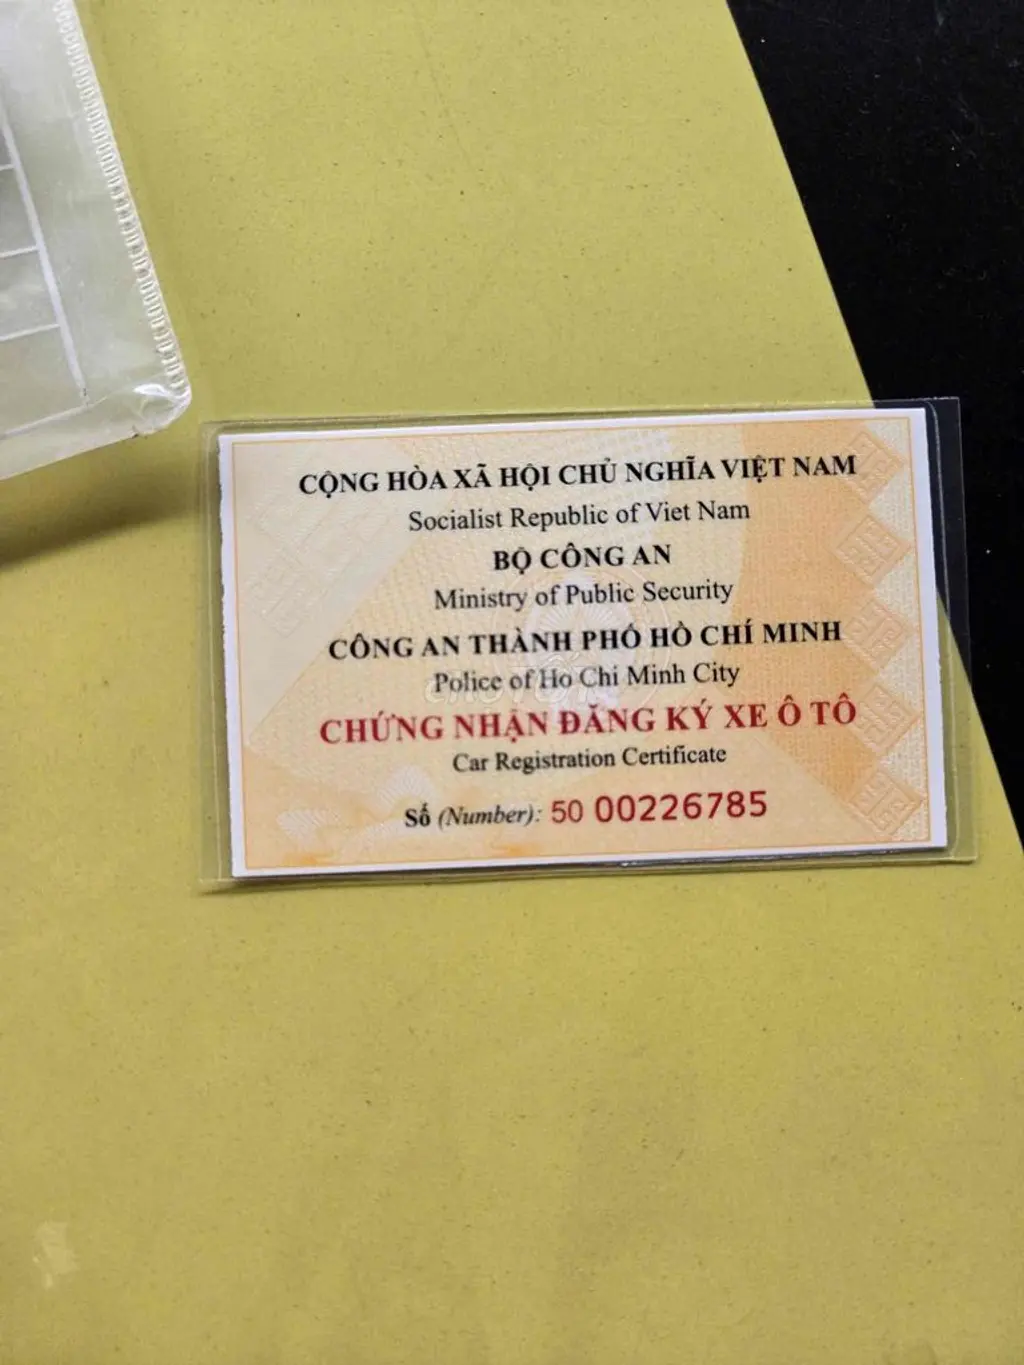 CỘNG HÒA XÃ HỘI CHỦ NGHĨA VIỆT NAM
Socialist Republic of Viet Nam
BỘ CÔNG AN
Ministry of Public Security
CÔNG AN THÀNH PHỐ HỒ CHÍ MINH
Police of Ho Chi Minh City
CHỨNG NHẬN ĐĂNG KÝ XE Ô TÔ
Car Registration Certificate
Số (Number): 50 00226785